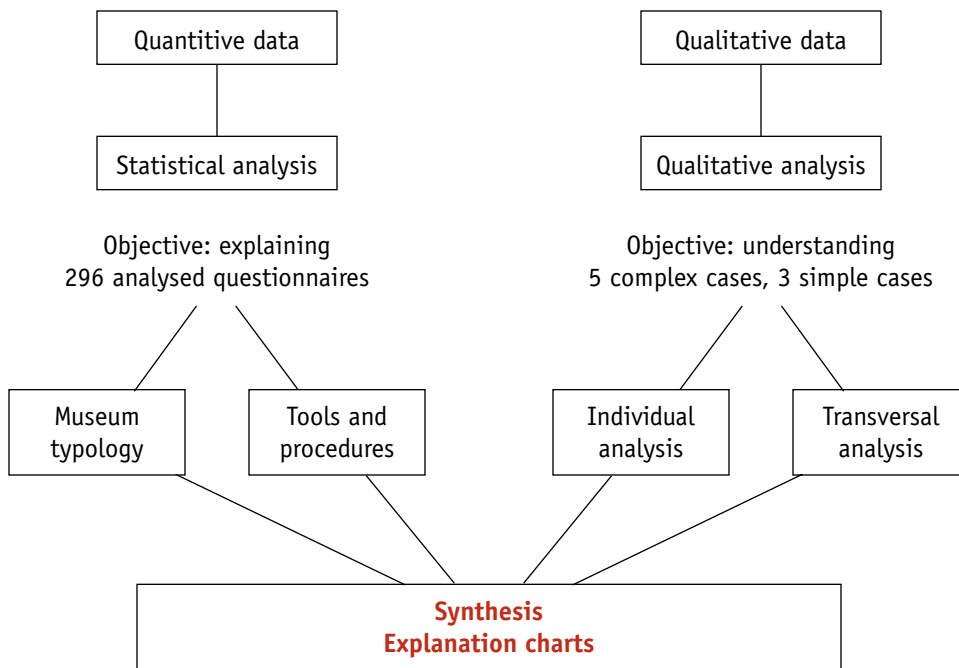 Quantitive data
Qualitative data
Statistical analysis
Qualitative analysis
Objective: explaining
296 analysed questionnaires
Objective: understanding
5 complex cases, 3 simple cases
Museum
typology
Tools and
procedures
Individual
analysis
Transversal
analysis
Synthesis
Explanation charts